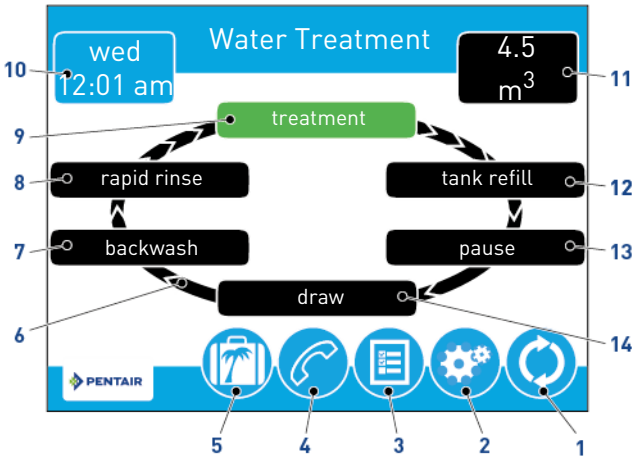 Water Treatment
wed
12:01 am
4.5
m³
10
11
treatment
9
rapid rinse
tank refill
8
12
backwash
pause
7
13
draw
6
14
PENTAIR
5
4
3
2
1